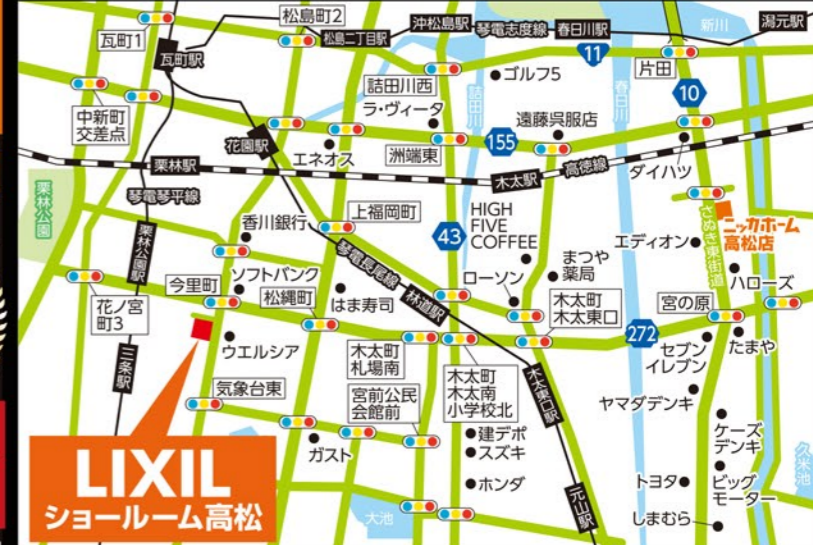 松島町2
沖松島駅
琴電志度線
春日川駅
新川
潟元駅
瓦町1
瓦町駅
松島二丁目駅
11
片田
詰田川西
ゴルフ5
詰田川
春日川
10
中新町
交差点
ラ・ヴィータ
遠藤呉服店
花園駅
エネオス
洲端東
155
ダイハツ
栗林駅
木太駅
高徳線
栗林公園
琴電琴平線
栗林公園駅
香川銀行
上福岡町
43
HIGH
FIVE
COFFEE
さぬき東街道
ニッカホーム
高松店
エディオン
まつや
薬局
ハローズ
今里町
ソフトバンク
琴電長尾線
林道駅
ローソン
花ノ宮
町3
松縄町
はま寿司
木太町
木太東口
宮の原
272
ウエルシア
木太町
札場南
木太町
木太南
小学校北
セブン
イレブン
たまや
三条駅
気象台東
宮前公民
会館前
木太東口駅
ヤマダデンキ
ケーズ
デンキ
ガスト
建デポ
スズキ
ホンダ
トヨタ
ビッグ
モーター
久米池
しまむら
元山駅
大池
LIXIL
ショールーム高松